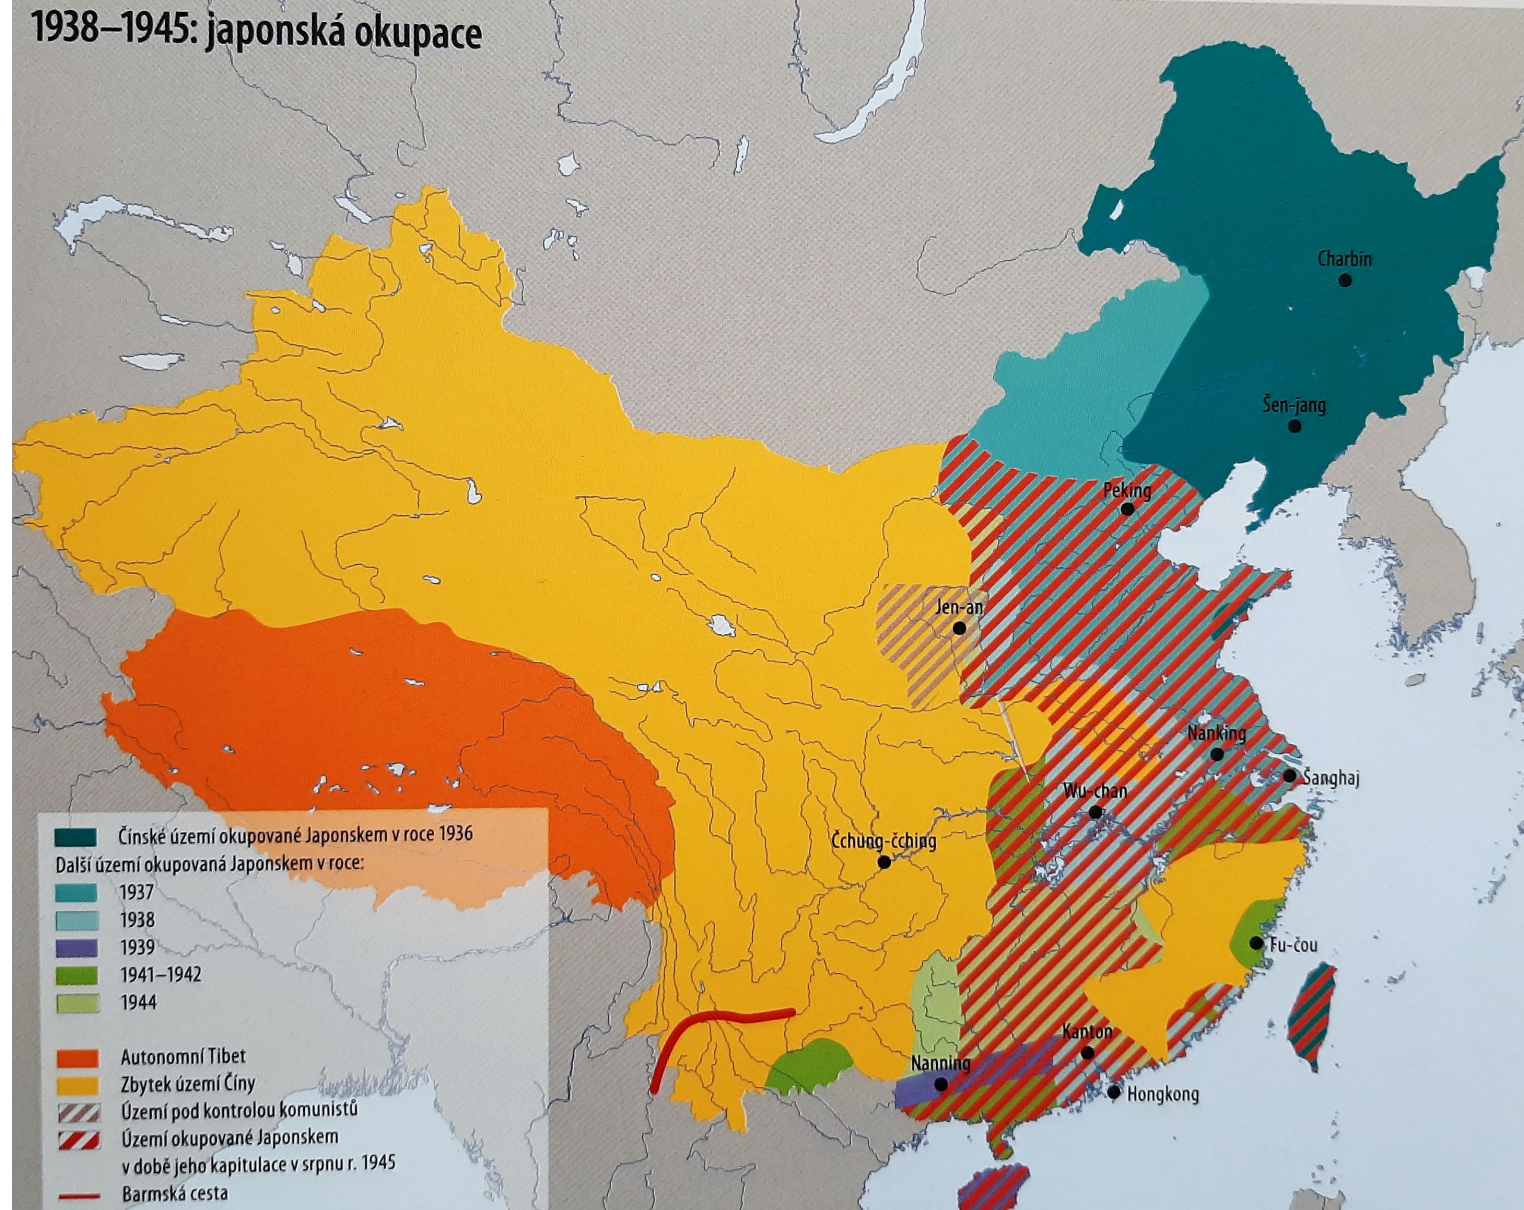 1938–1945: japonská okupace
Charbin
Šen-jang
Peking
Jen-an
Nanking
Šanghaj
Wu-chan
Čchung-čching
Fu-čou
Kanton
Nanning
Hongkong
Čínské území okupované Japonskem v roce 1936
Další území okupovaná Japonskem v roce:
1937
1938
1939
1941–1942
1944
Autonomní Tibet
Zbytek území Číny
Území pod kontrolou komunistů
Území okupované Japonskem
v době jeho kapitulace v srpnu r. 1945
Barmská cesta